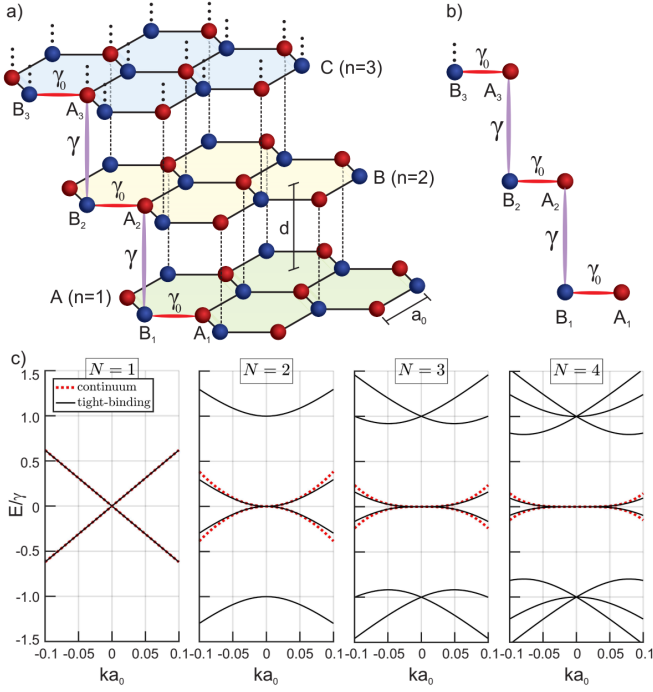 a)
b)
γ₀
C (n=3)
B₃
A₃
γ
γ₀
B (n=2)
B₂
A₂
γ
d
A (n=1)
γ₀
B₁
A₁
a₀
γ₀
B₃
A₃
γ
γ₀
B₂
A₂
γ
γ₀
B₁
A₁
c)
N = 1
N = 2
N = 3
N = 4
continuum
tight-binding
E/γ
1.5
1.0
0.5
0
-0.5
-1.0
-1.5
-0.1 -0.05 0 0.05 0.1
-0.1 -0.05 0 0.05 0.1
-0.1 -0.05 0 0.05 0.1
-0.1 -0.05 0 0.05 0.1
ka₀
ka₀
ka₀
ka₀